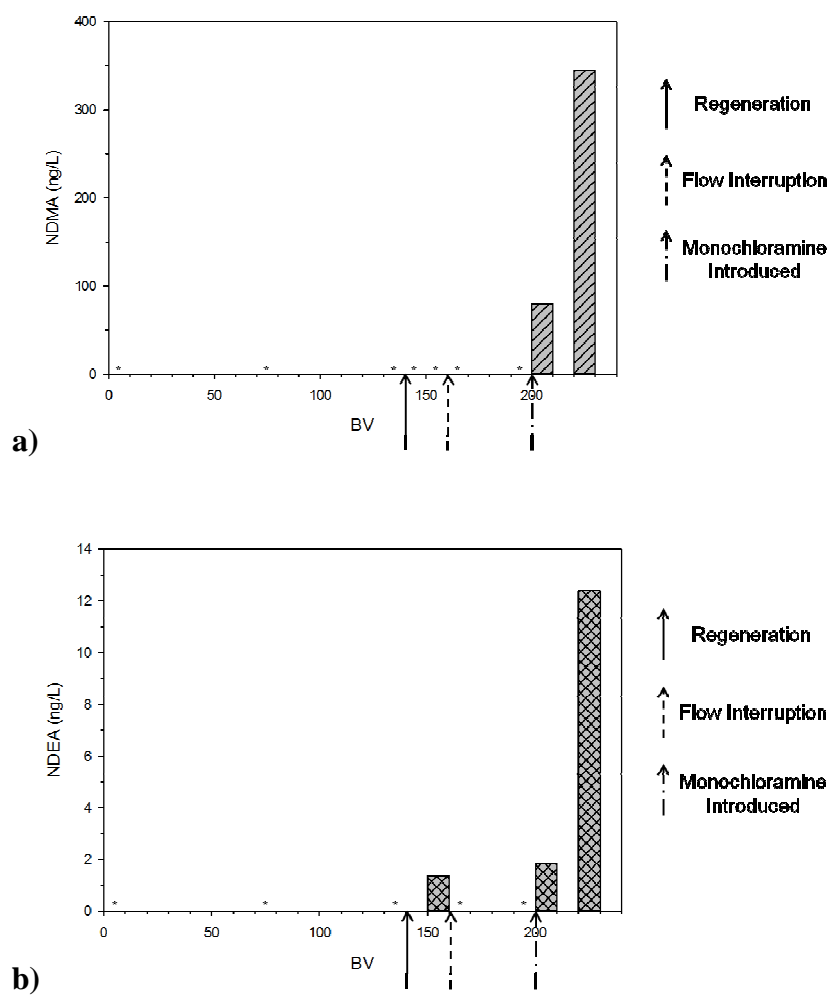 400
300
200
100
0
NDMA (ng/L)
* * * * * * *
0 50 100 150 200
BV
Regeneration
Flow Interruption
Monochloramine
Introduced
a)
14
12
10
8
6
4
2
0
NDEA (ng/L)
* * * * *
0 50 100 150 200
BV
Regeneration
Flow Interruption
Monochloramine
Introduced
b)